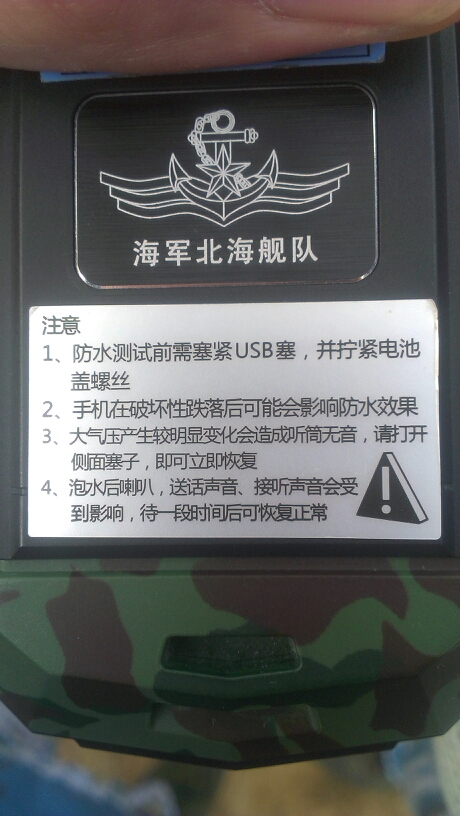 海军北海舰队
注意
1、防水测试前需塞紧USB塞，并拧紧电池
盖螺丝
2、手机在破坏性跌落后可能会影响防水效果
3、大气压产生较明显变化会造成听筒无音，请打开
侧面塞子，即可立即恢复
4、泡水后喇叭，送话声音、接听声音会受
到影响，待一段时间后可恢复正常